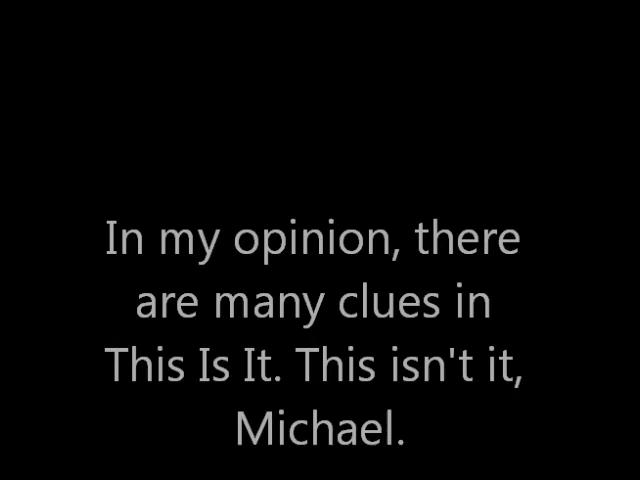 In my opinion, there
are many clues in
This Is It. This isn't it,
Michael.